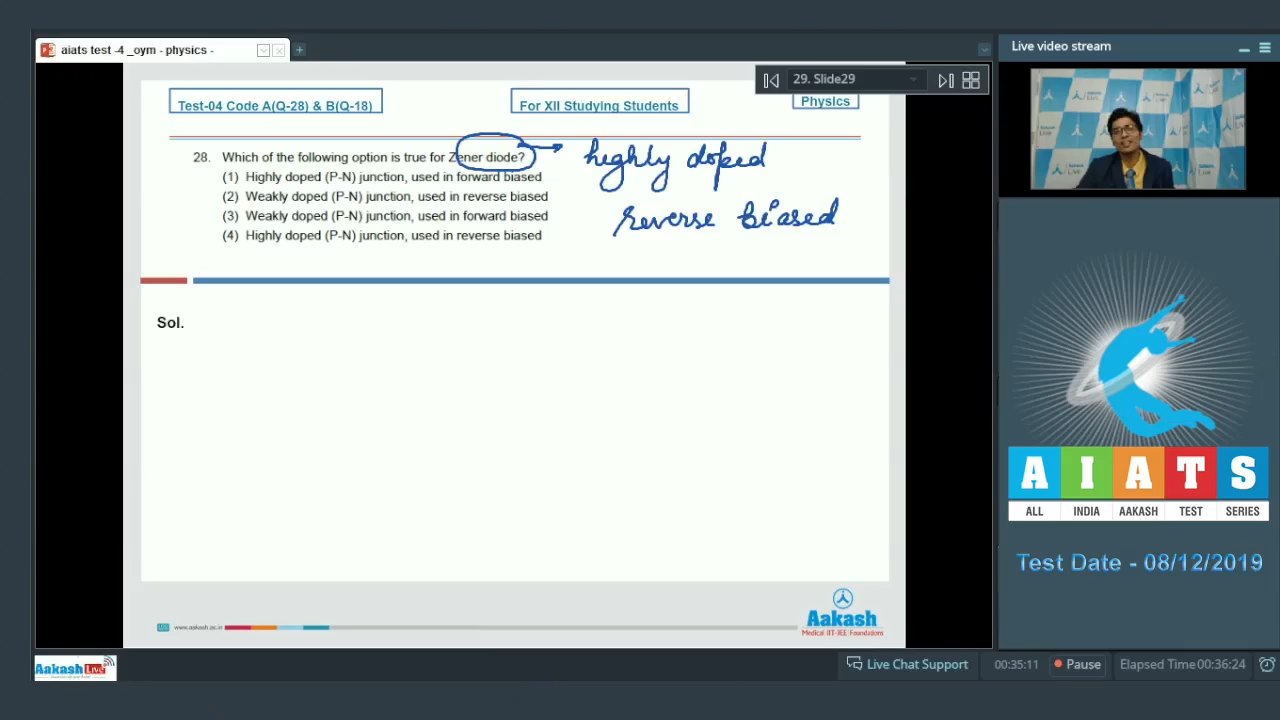 aiats test -4 _oym - physics -
Live video stream
29. Slide29
Test-04 Code A(Q-28) & B(Q-18)
For XII Studying Students
Physics
28. Which of the following option is true for Zener diode?
(1) Highly doped (P-N) junction, used in forward biased
(2) Weakly doped (P-N) junction, used in reverse biased
(3) Weakly doped (P-N) junction, used in forward biased
(4) Highly doped (P-N) junction, used in reverse biased
highly doped
reverse biased
Sol.
A I A T S
ALL INDIA AAKASH TEST SERIES
Test Date - 08/12/2019
www.aakash.ac.in
Aakash
Medical|IIT-JEE|Foundations
Aakash Live
Live Chat Support
00:35:11
Pause
Elapsed Time 00:36:24